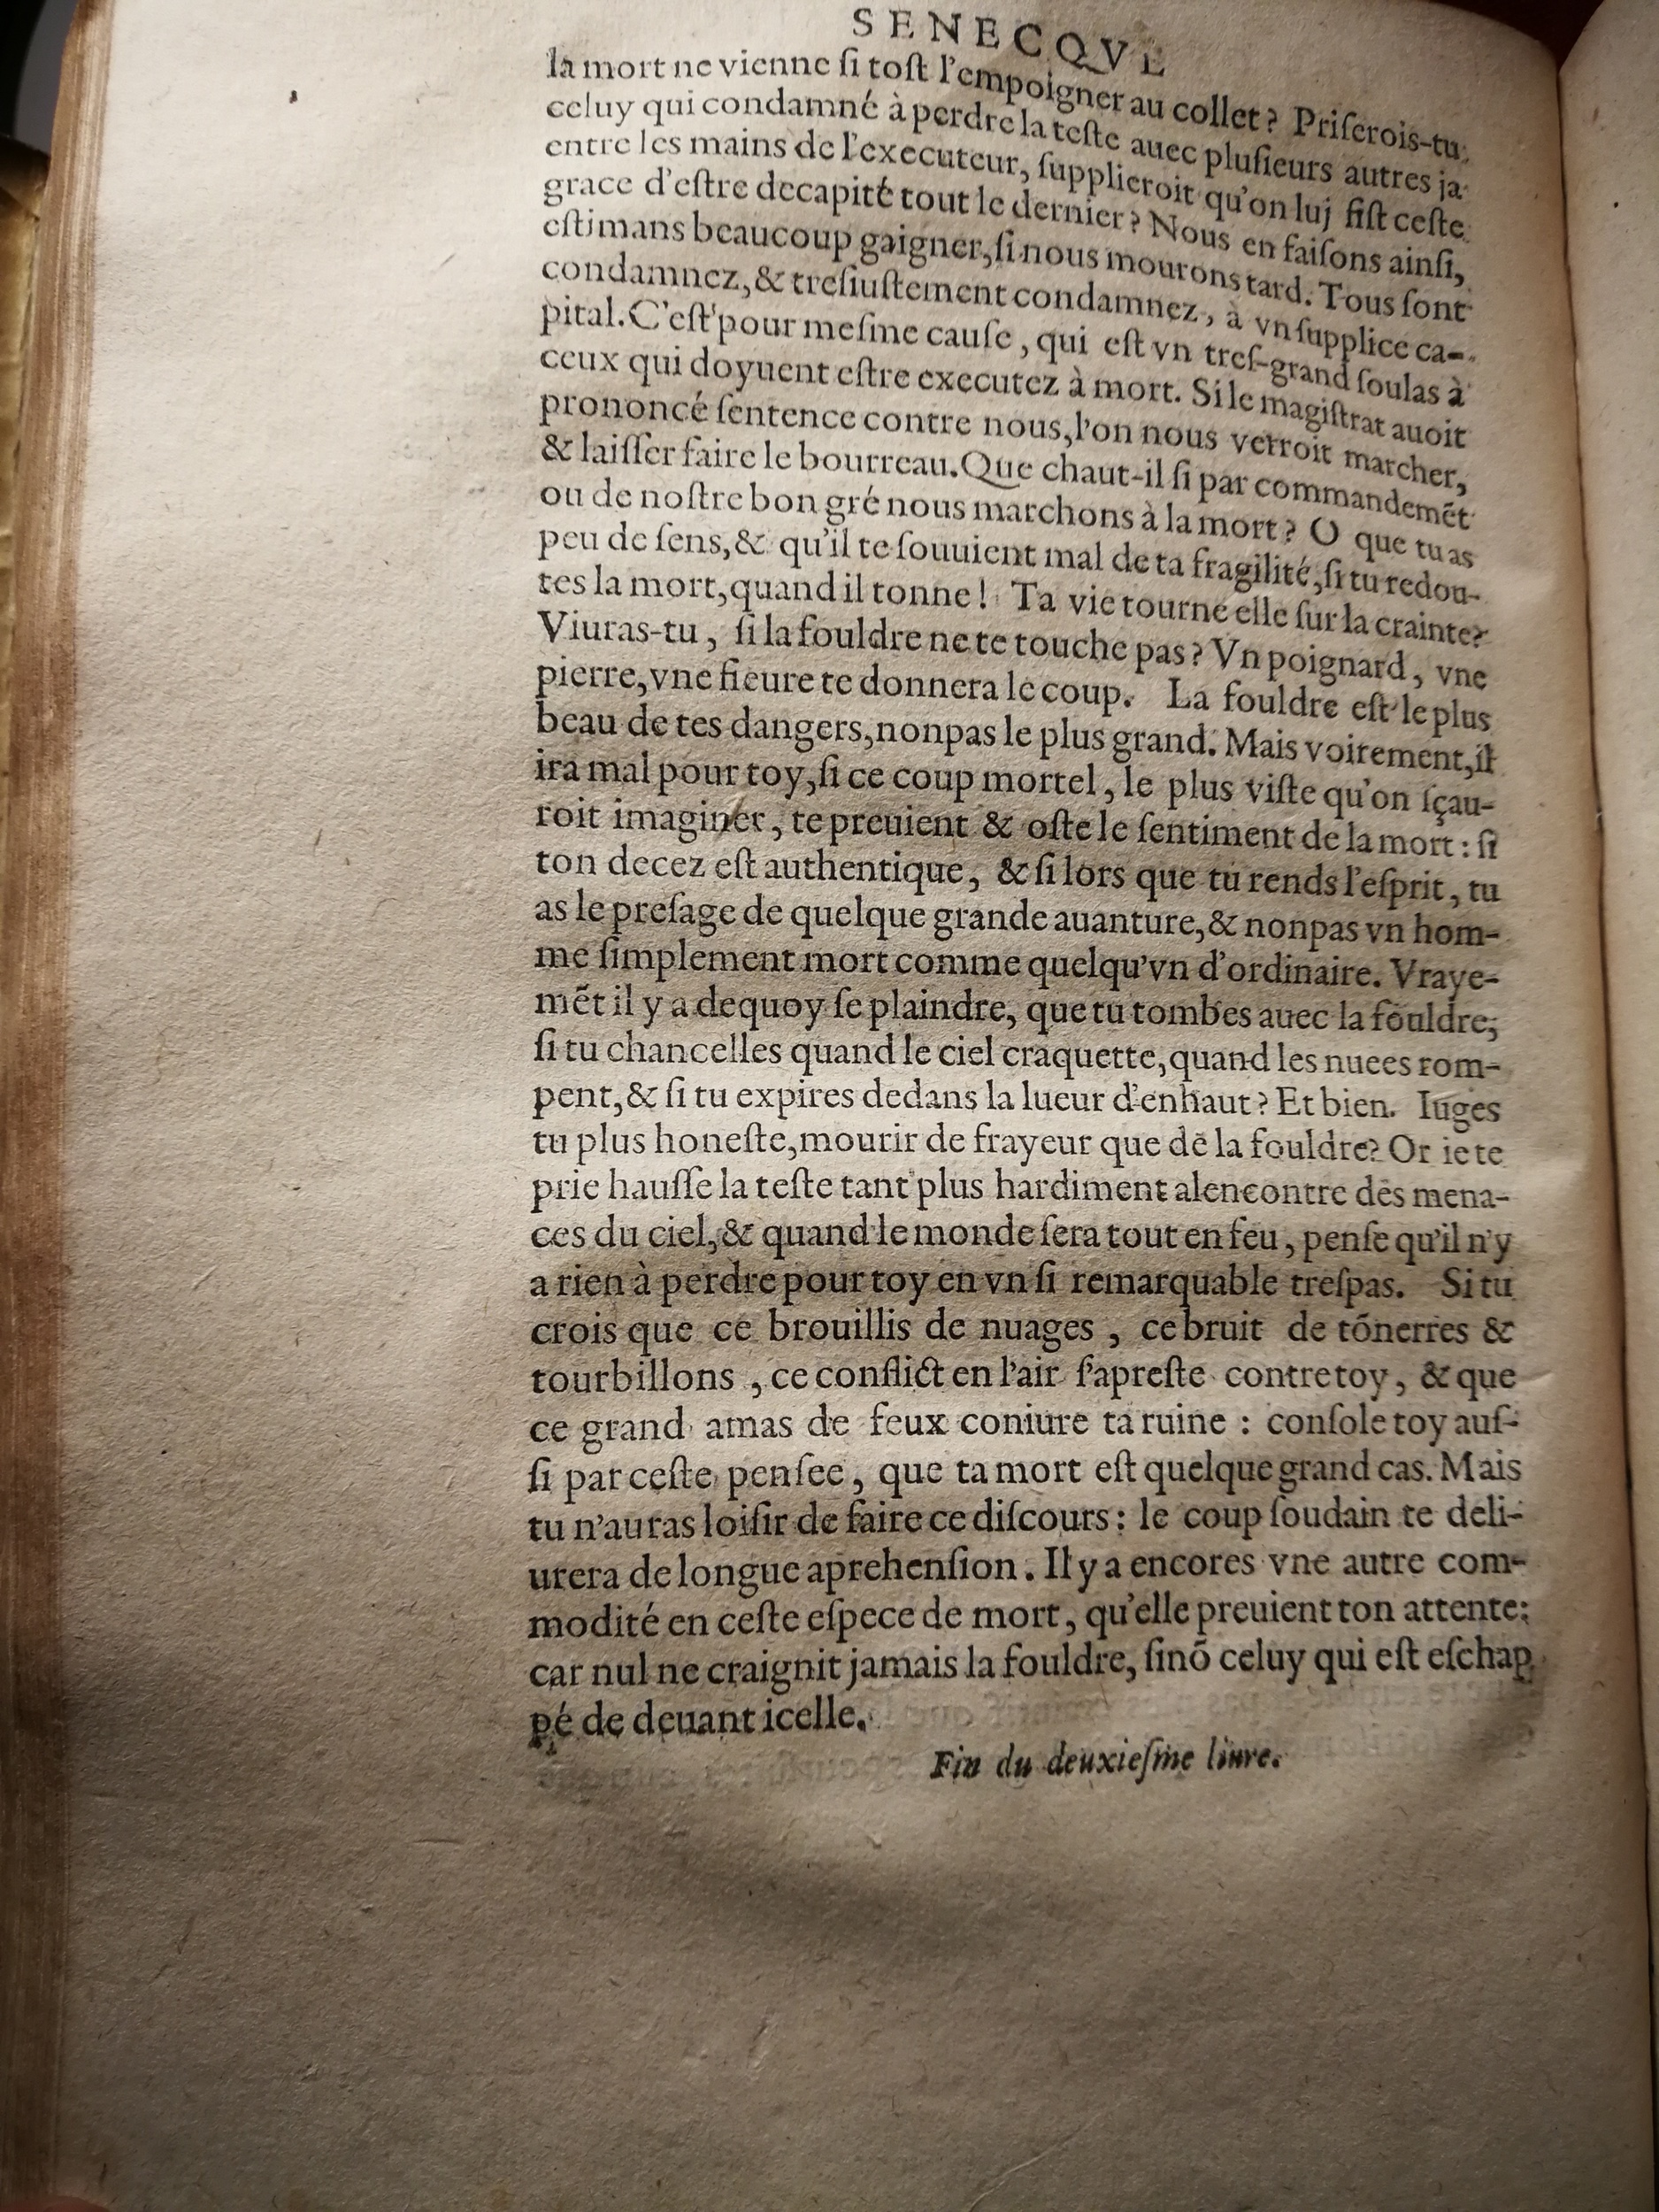 SENECQVE
la mort ne vienne ſi toſt l'empoigner au collet? Priſerois-tu
celuy qui condamné à perdre la teſte auec pluſieurs autres ja
entre les mains de l'executeur, ſupplieroit qu'on luj fiſt ceſte
grace d'eſtre decapité tout le dernier? Nous en faiſons ainſi,
eſtimans beaucoup gaigner, ſi nous mourons tard. Tous ſont
condamnez, & treſiuſtement condamnez, à vn ſupplice ca-
pital. C'eſt pour meſme cauſe, qui eſt vn treſ-grand ſoulas à
ceux qui doyuent eſtre executez à mort. Si le magiſtrat auoit
prononcé ſentence contre nous, l'on nous verroit marcher,
& laiſſer faire le bourreau. Que chaut-il ſi par commandemẽt
ou de noſtre bon gré nous marchons à la mort? O que tu as
peu de ſens, & qu'il te ſouuient mal de ta fragilité, ſi tu redou-
tes la mort, quand il tonne! Ta vie tourne elle ſur la crainte?
Viuras-tu, ſi la fouldre ne te touche pas? Vn poignard, vne
pierre, vne fieure te donnera le coup. La fouldre eſt le plus
beau de tes dangers, nonpas le plus grand. Mais voirement, il
ira mal pour toy, ſi ce coup mortel, le plus viſte qu'on ſçau-
roit imaginer, te preuient & oſte le ſentiment de la mort: ſi
ton decez eſt authentique, & ſi lors que tu rends l'eſprit, tu
as le preſage de quelque grande auanture, & nonpas vn hom-
me ſimplement mort comme quelqu'vn d'ordinaire. Vraye-
mẽt il y a dequoy ſe plaindre, que tu tombes auec la fouldre,
ſi tu chancelles quand le ciel craquette, quand les nuees rom-
pent, & ſi tu expires dedans la lueur d'enhaut? Et bien. Iuges
tu plus honeſte, mourir de frayeur que de la fouldre? Or ie te
prie hauſſe la teſte tant plus hardiment alencontre des mena-
ces du ciel, & quand le monde ſera tout en feu, penſe qu'il n'y
a rien à perdre pour toy en vn ſi remarquable treſpas. Si tu
crois que ce brouillis de nuages, ce bruit de tõnerres &
tourbillons, ce conflict en l'air ſ'apreſte contre toy, & que
ce grand amas de feux coniure ta ruine : conſole toy auſ-
ſi par ceſte penſee, que ta mort eſt quelque grand cas. Mais
tu n'auras loiſir de faire ce diſcours: le coup ſoudain te deli-
urera de longue aprehenſion. Il y a encores vne autre com-
modité en ceſte eſpece de mort, qu'elle preuient ton attente:
car nul ne craignit jamais la fouldre, ſinõ celuy qui eſt eſchap
pé de deuant icelle.
Fin du deuxieſme liure.